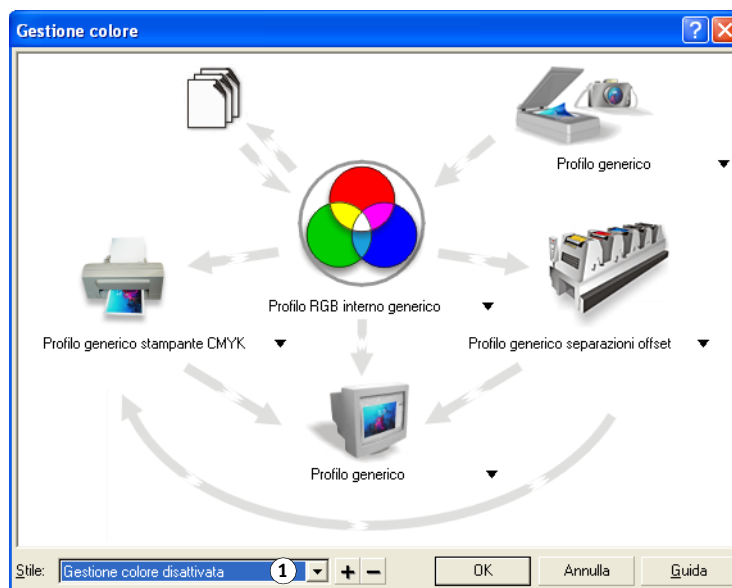 Gestione colore
?
Profilo generico
Profilo RGB interno generico
Profilo generico stampante CMYK
Profilo generico separazioni offset
Profilo generico
Stile: Gestione colore disattivata 1 + − OK Annulla Guida